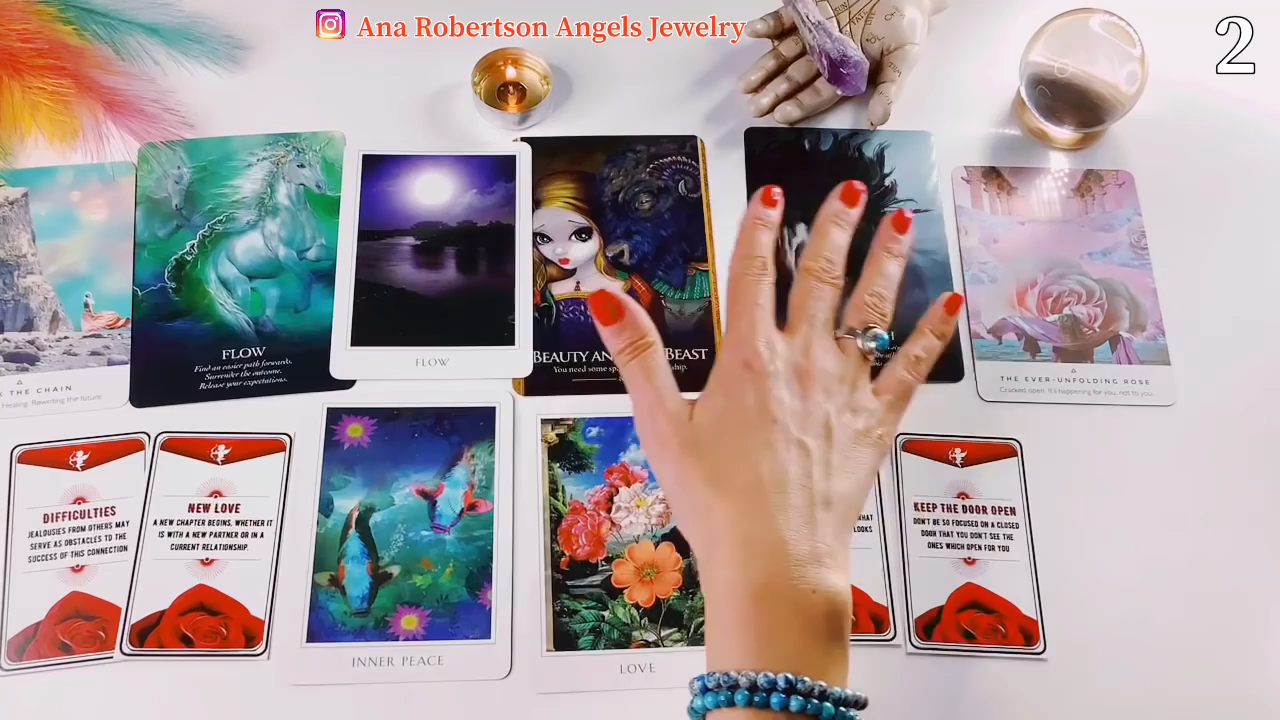 Ana Robertson Angels Jewelry
2
THE CHAIN
Healing. Rewriting the future
FLOW
Find an easier path forwards.
Surrender the outcome.
Release your expectations.
FLOW
BEAUTY AN BEAST
You need some sp
THE EVER-UNFOLDING ROSE
Cracked open. It's happening for you, not to you
DIFFICULTIES
JEALOUSIES FROM OTHERS MAY
SERVE AS OBSTACLES TO THE
SUCCESS OF THIS CONNECTION
NEW LOVE
A NEW CHAPTER BEGINS, WHETHER IT
IS WITH A NEW PARTNER OR IN A
CURRENT RELATIONSHIP.
INNER PEACE
LOVE
LOOKS
KEEP THE DOOR OPEN
DON'T BE SO FOCUSED ON A CLOSED
DOOR THAT YOU DON'T SEE THE
ONES WHICH OPEN FOR YOU